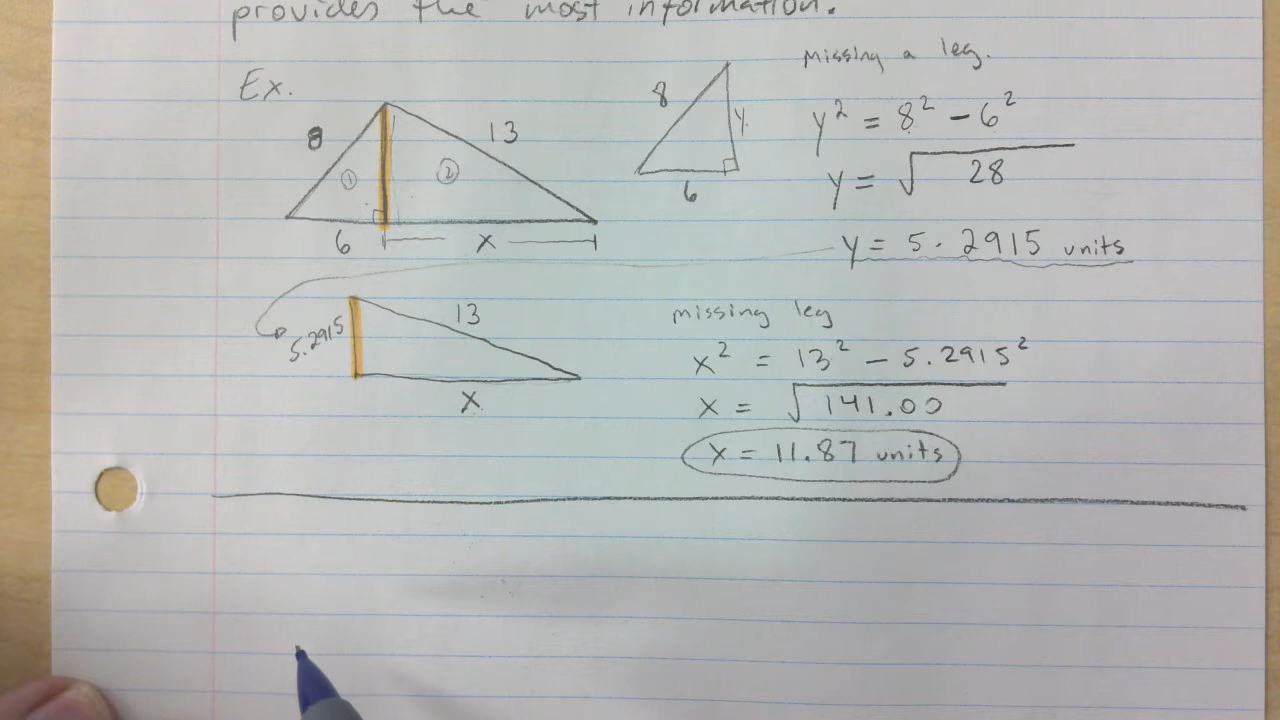 provides the most information.
Ex.
8
13
①
②
6
x
8
y
6
missing a leg.
y² = 8² - 6²
y = √28
y = 5.2915 units
5.2915
13
x
missing leg
x² = 13² - 5.2915²
x = √141.00
x = 11.87 units